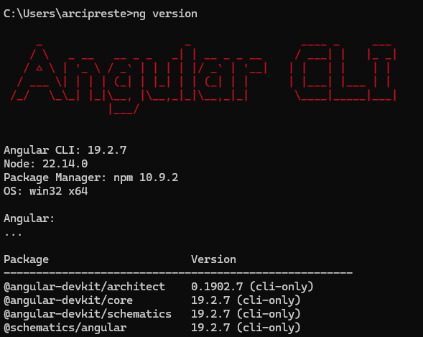 C:\Users\arcipreste>ng version
Angular CLI
Angular CLI: 19.2.7
Node: 22.14.0
Package Manager: npm 10.9.2
OS: win32 x64
Angular:
...
Package Version
------------------------------------------------------
@angular-devkit/architect 0.1902.7 (cli-only)
@angular-devkit/core 19.2.7 (cli-only)
@angular-devkit/schematics 19.2.7 (cli-only)
@schematics/angular 19.2.7 (cli-only)